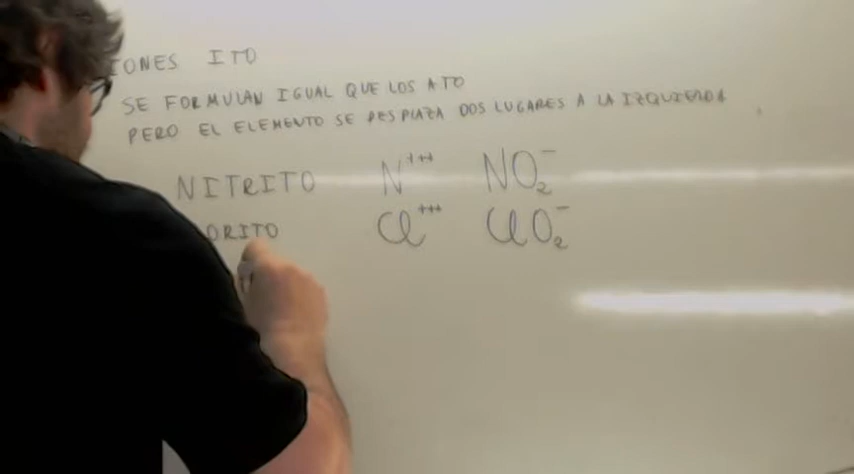 IONES ITO
SE FORMULAN IGUAL QUE LOS ATO
PERO EL ELEMENTO SE DESPLAZA DOS LUGARES A LA IZQUIERDA
NITRITO N+++ NO2-
ORITO Cl+++ ClO2-